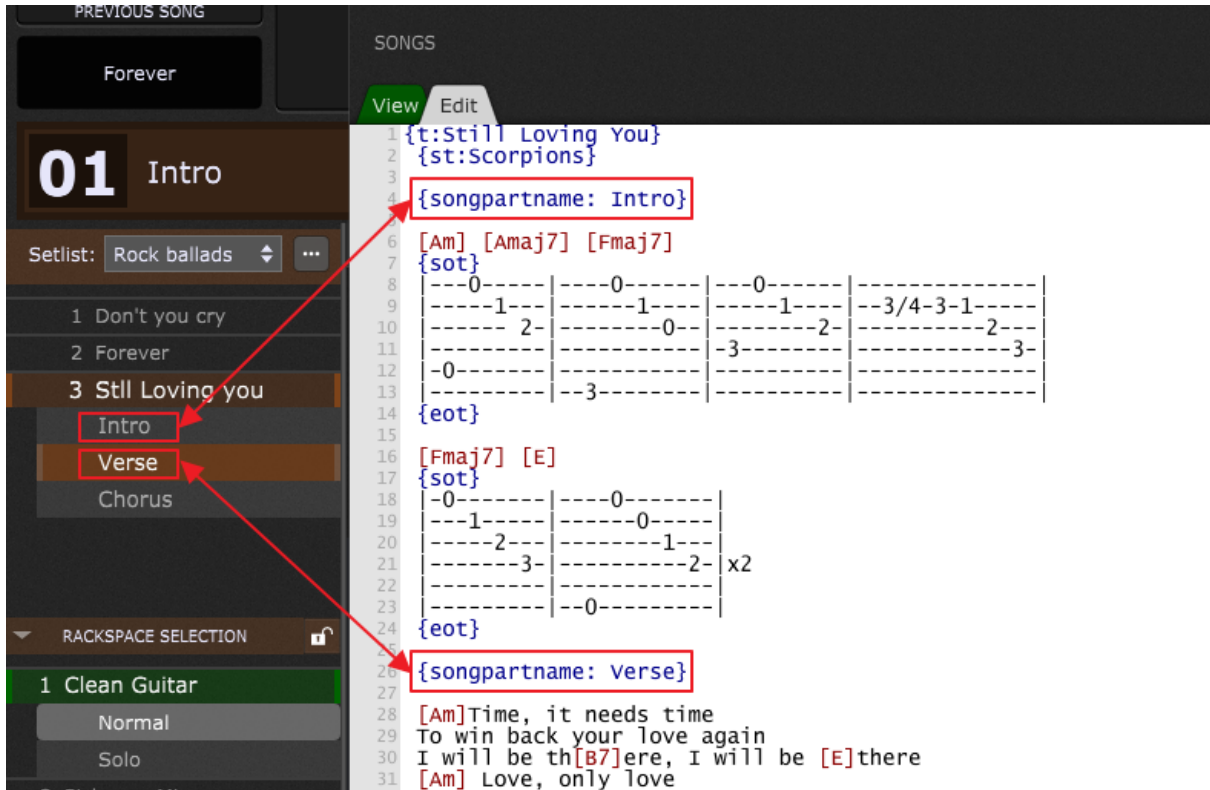 PREVIOUS SONG
Forever
01 Intro
Setlist: Rock ballads ...
1 Don't you cry
2 Forever
3 Stll Loving you
Intro
Verse
Chorus
RACKSPACE SELECTION
1 Clean Guitar
Normal
Solo
SONGS
View Edit
1 {t:Still Loving You}
2 {st:Scorpions}
3
4 {songpartname: Intro}
5
6 [Am] [Amaj7] [Fmaj7]
7 {sot}
8 |---0-----|----0------|---0------|--------------|
9 |-----1---|------1----|-----1----|--3/4-3-1-----|
10 |------ 2-|--------0--|-------2-|----------2---|
11 |---------|-----------|-3--------|------------3-|
12 |-0-------|-----------|----------|--------------|
13 |---------|--3--------|----------|--------------|
14 {eot}
15
16 [Fmaj7] [E]
17 {sot}
18 |-0-------|----0-------|
19 |---1-----|------0-----|
20 |-----2---|--------1---|
21 |-------3-|----------2-|x2
22 |---------|------------|
23 |---------|--0---------|
24 {eot}
25
26 {songpartname: Verse}
27
28 [Am]Time, it needs time
29 To win back your love again
30 I will be th[B7]ere, I will be [E]there
31 [Am] Love, only love